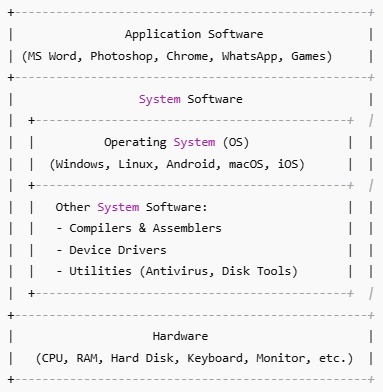 Application Software
(MS Word, Photoshop, Chrome, WhatsApp, Games)
System Software
Operating System (OS)
(Windows, Linux, Android, macOS, iOS)
Other System Software:
- Compilers & Assemblers
- Device Drivers
- Utilities (Antivirus, Disk Tools)
Hardware
(CPU, RAM, Hard Disk, Keyboard, Monitor, etc.)